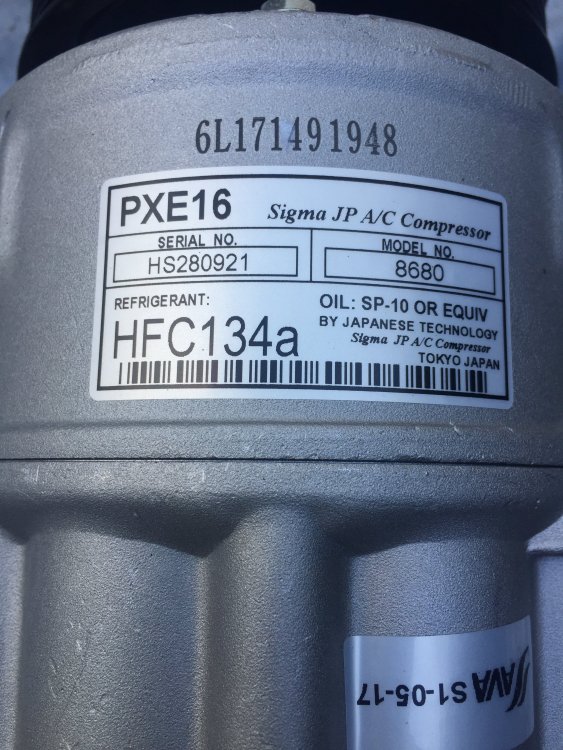 6L171491948
PXE16 Sigma JP A/C Compressor
SERIAL NO. MODEL NO.
HS280921 8680
REFRIGERANT: OIL: SP-10 OR EQUIV
HFC134a BY JAPANESE TECHNOLOGY
Sigma JP A/C Compressor
TOKYO JAPAN
AVA S1-05-17